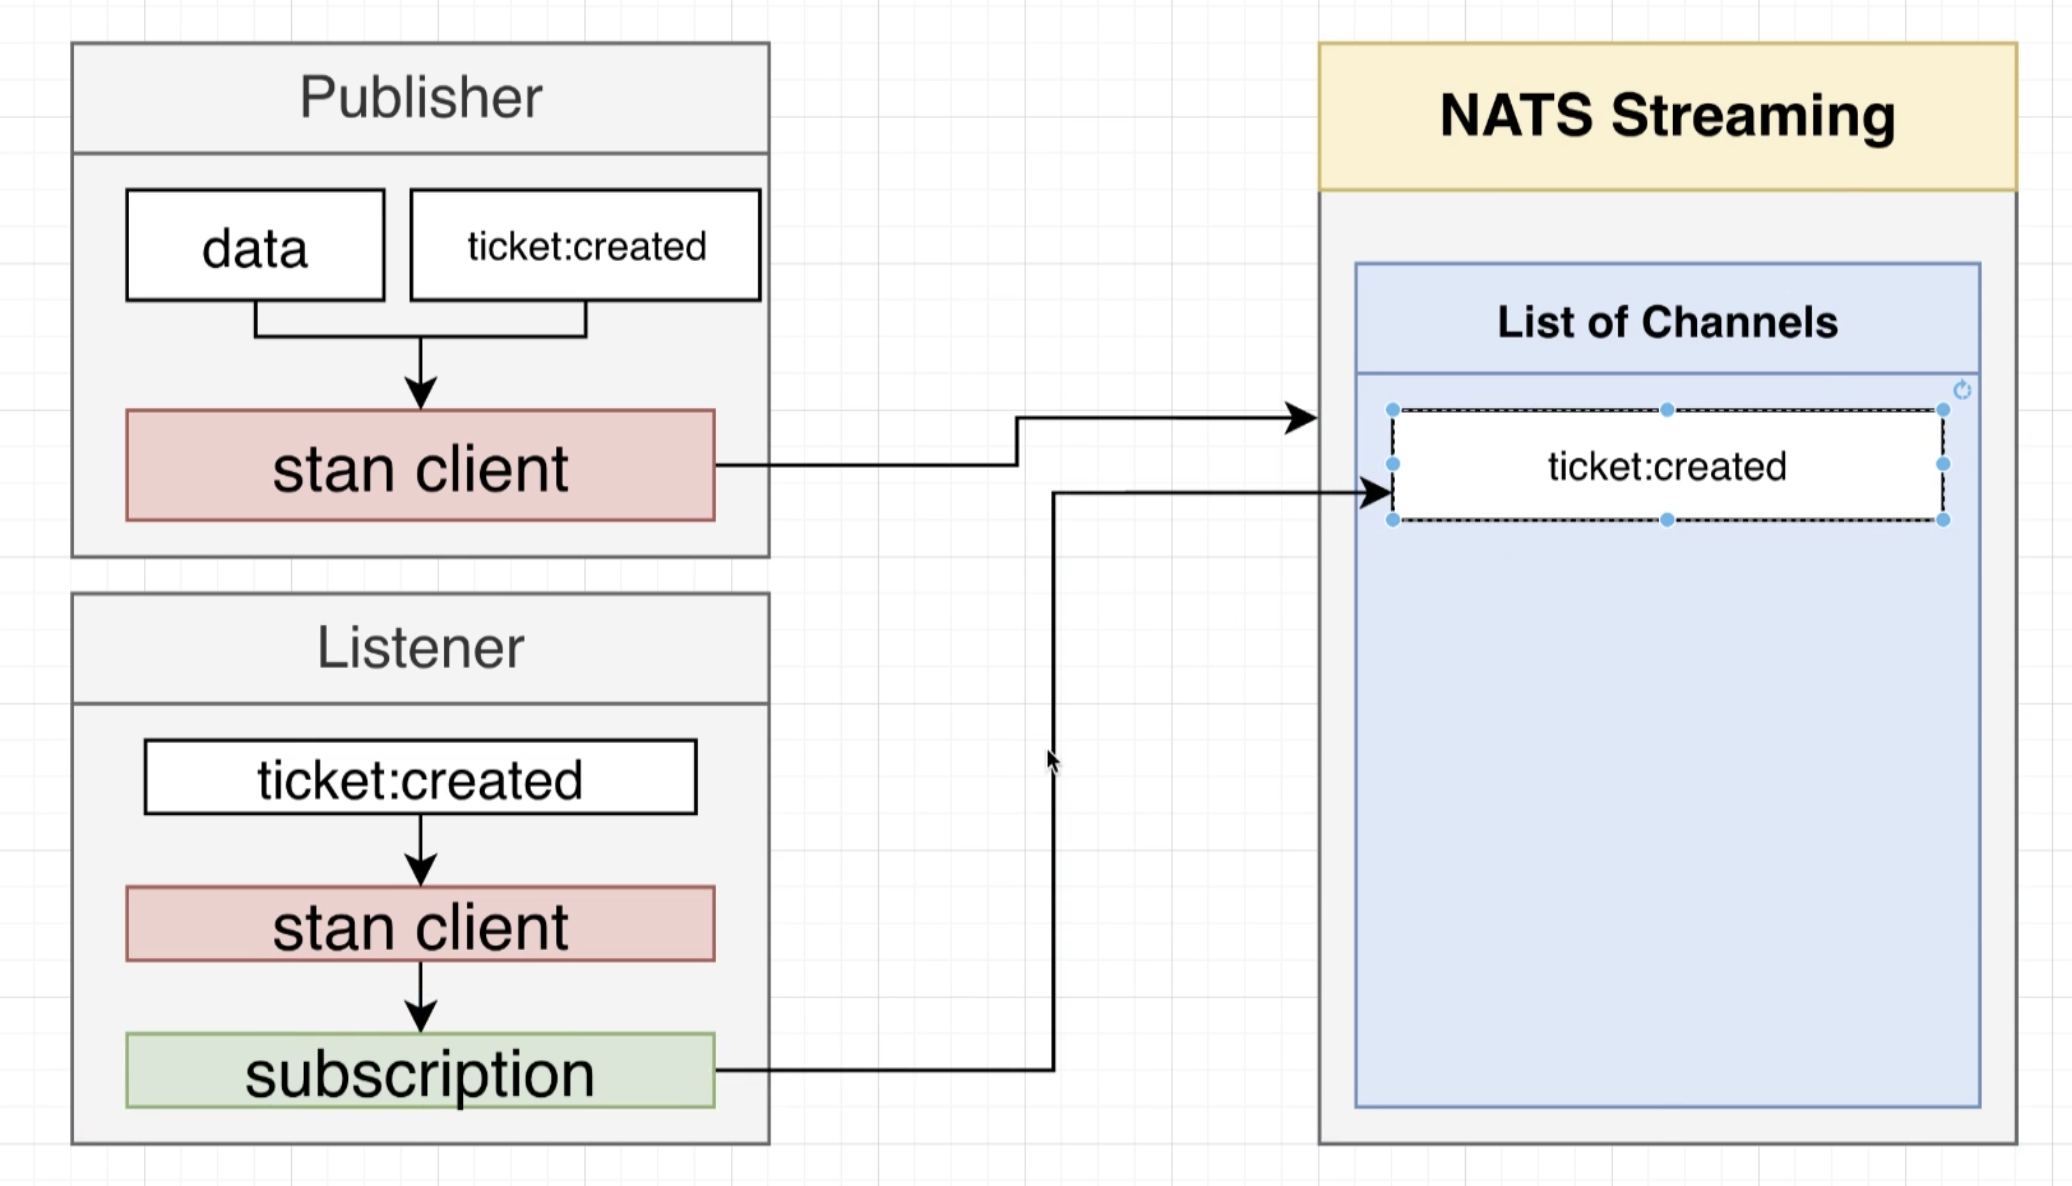 Publisher
data
ticket:created
stan client
Listener
ticket:created
stan client
subscription
NATS Streaming
List of Channels
ticket:created